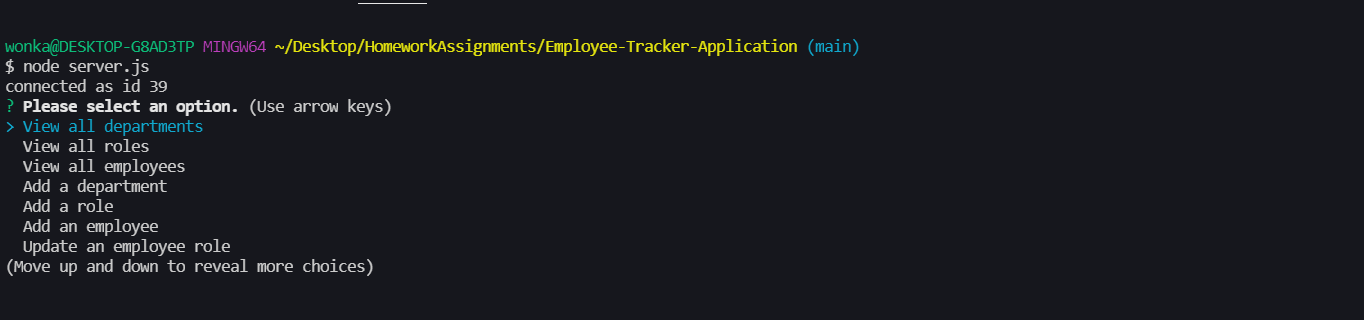 wonka@DESKTOP-G8AD3TP MINGW64 ~/Desktop/HomeworkAssignments/Employee-Tracker-Application (main)
$ node server.js
connected as id 39
? Please select an option. (Use arrow keys)
> View all departments
  View all roles
  View all employees
  Add a department
  Add a role
  Add an employee
  Update an employee role
(Move up and down to reveal more choices)